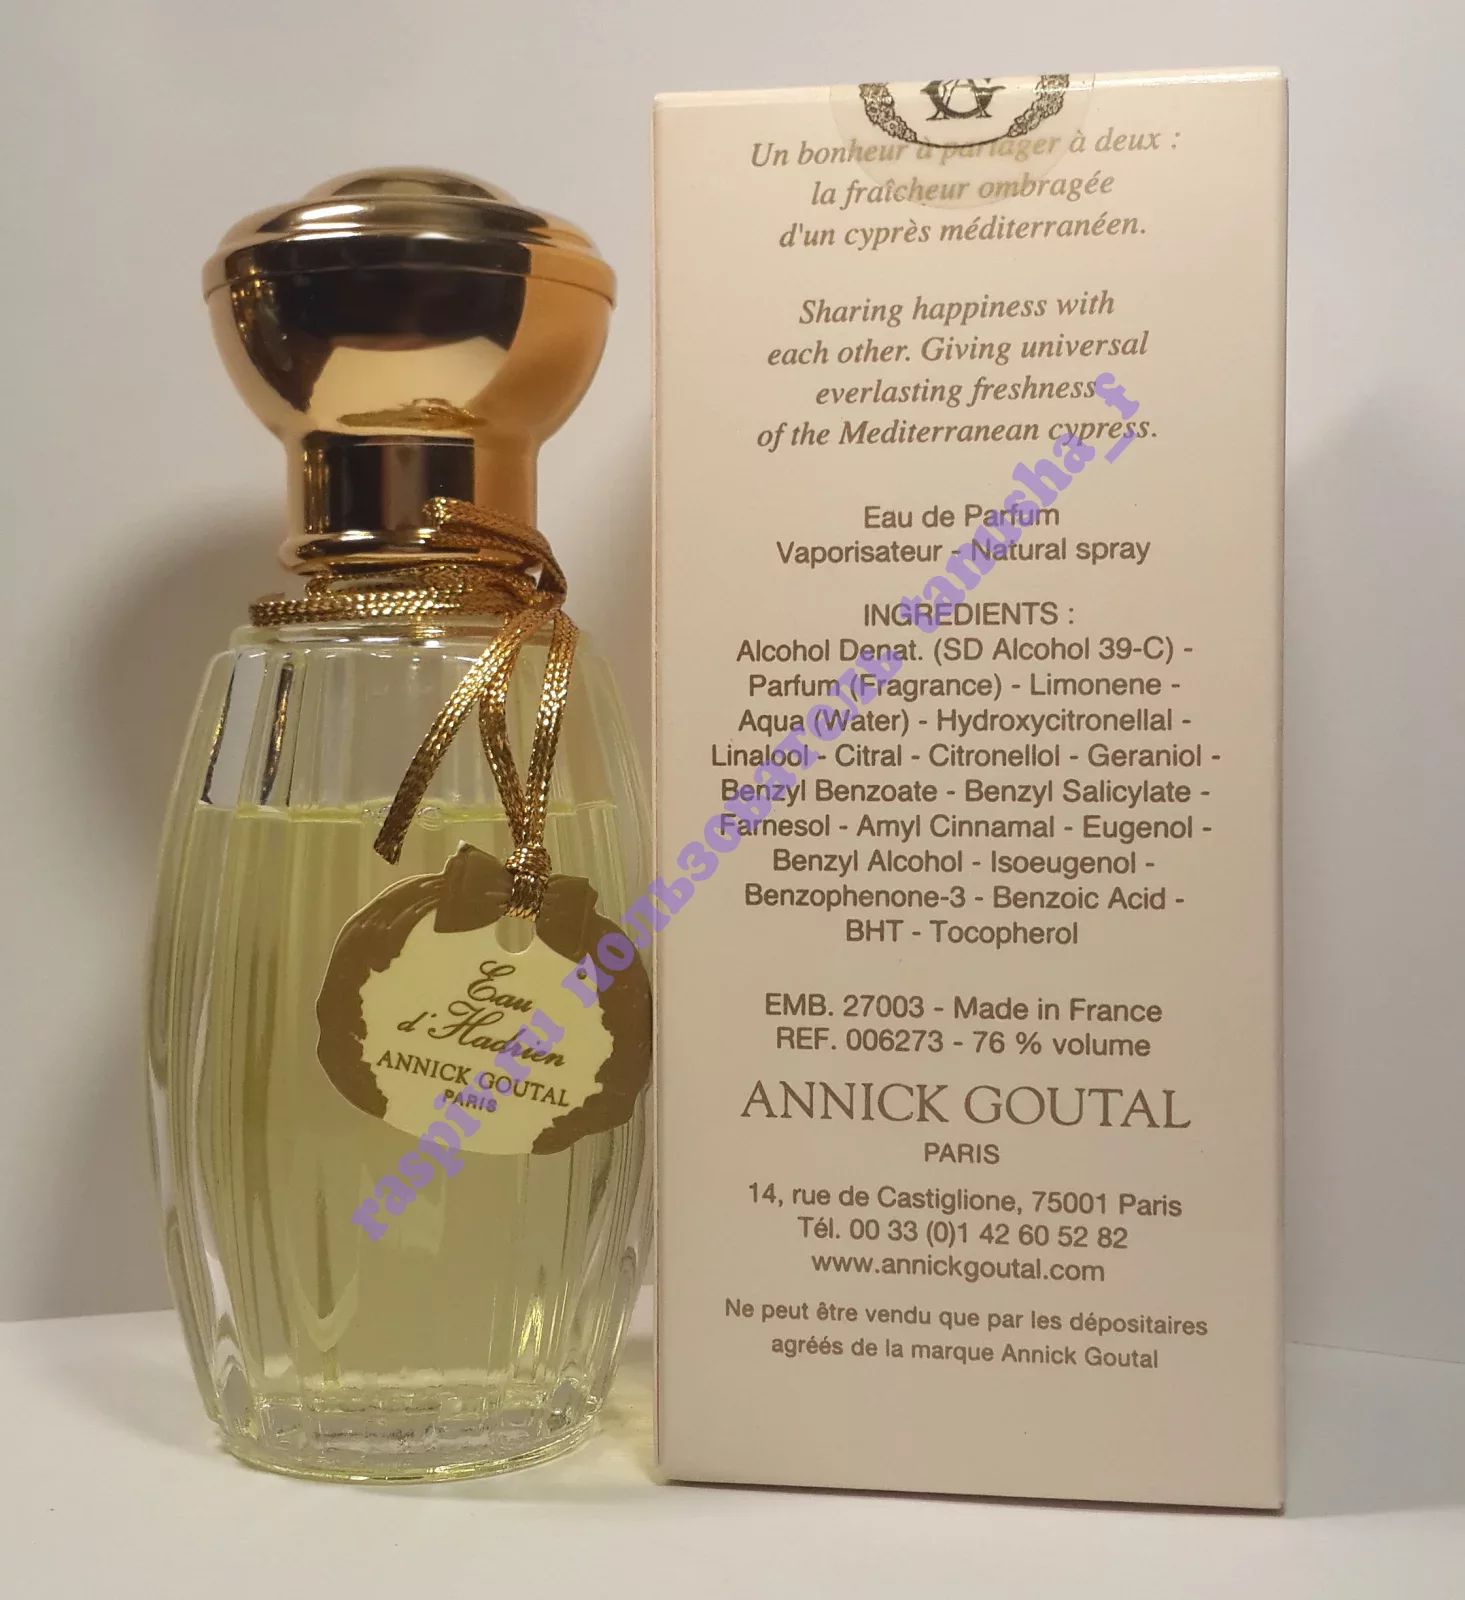 AG
Un bonheur à partager à deux :
la fraîcheur ombragée
d'un cyprès méditerranéen.
Sharing happiness with
each other. Giving universal
everlasting freshness
of the Mediterranean cypress.
Eau de Parfum
Vaporisateur - Natural spray
INGREDIENTS :
Alcohol Denat. (SD Alcohol 39-C) -
Parfum (Fragrance) - Limonene -
Aqua (Water) - Hydroxycitronellal -
Linalool - Citral - Citronellol - Geraniol -
Benzyl Benzoate - Benzyl Salicylate -
Farnesol - Amyl Cinnamal - Eugenol -
Benzyl Alcohol - Isoeugenol -
Benzophenone-3 - Benzoic Acid -
BHT - Tocopherol
EMB. 27003 - Made in France
REF. 006273 - 76 % volume
ANNICK GOUTAL
PARIS
14, rue de Castiglione, 75001 Paris
Tél. 00 33 (0)1 42 60 52 82
www.annickgoutal.com
Ne peut être vendu que par les dépositaires
agréés de la marque Annick Goutal
Eau
d'Hadrien
ANNICK GOUTAL
PARIS
raspivi.ru пользователь tanusha_f